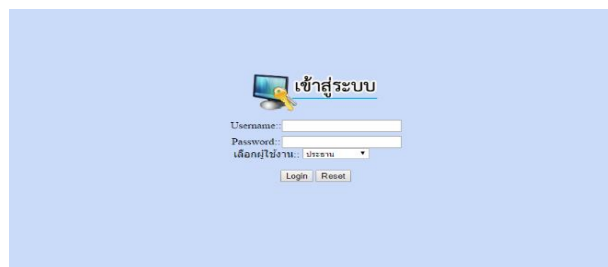 เข้าสู่ระบบ
Username::
Password::
เลือกผู้ใช้งาน:: ประธาน
Login Reset